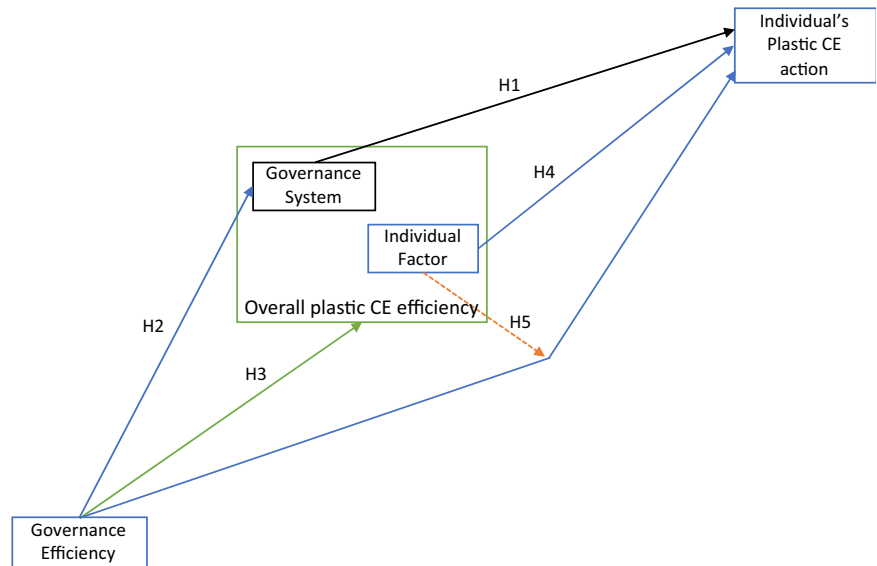 Individual’s
Plastic CE
action
H1
Governance
System
H4
Individual
Factor
Overall plastic CE efficiency
H5
H2
H3
Governance
Efficiency